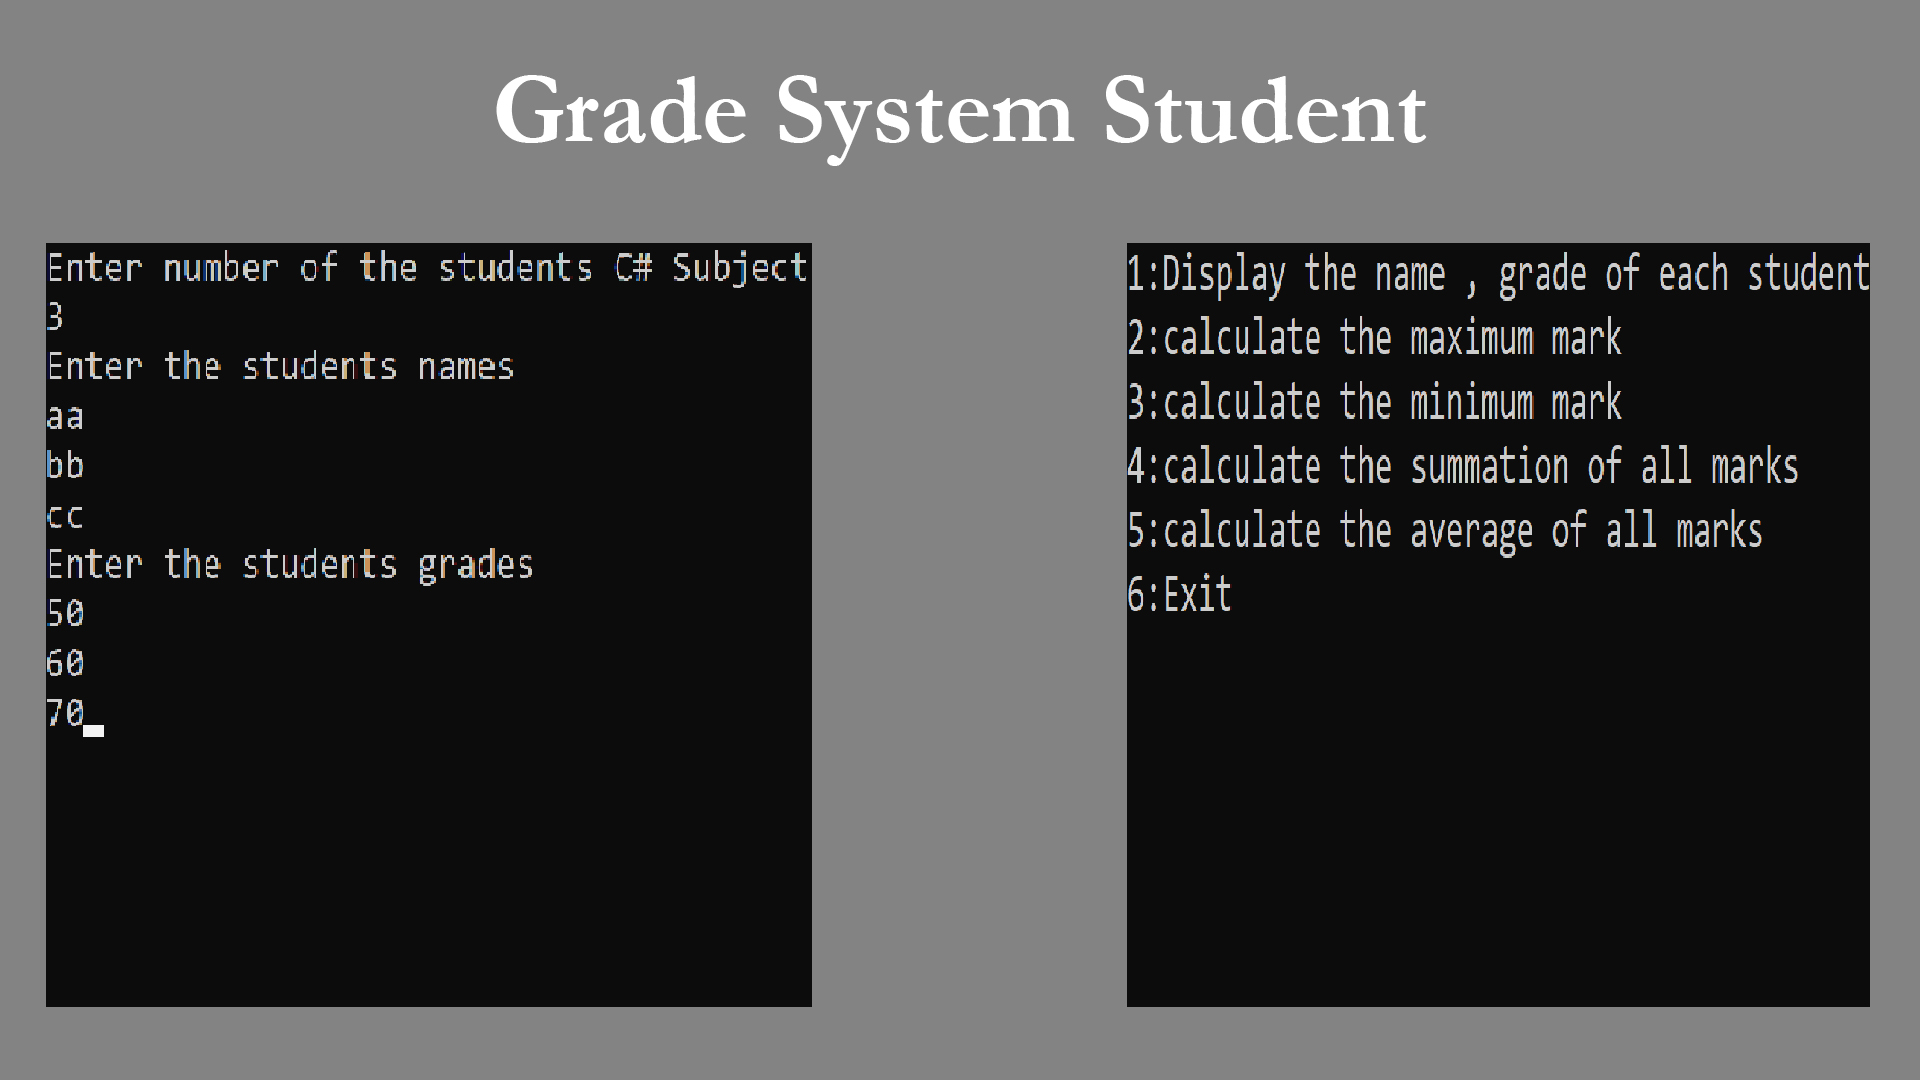 Grade System Student
Enter number of the students C# Subject
3
Enter the students names
aa
bb
cc
Enter the students grades
50
60
70
1:Display the name , grade of each student
2:calculate the maximum mark
3:calculate the minimum mark
4:calculate the summation of all marks
5:calculate the average of all marks
6:Exit